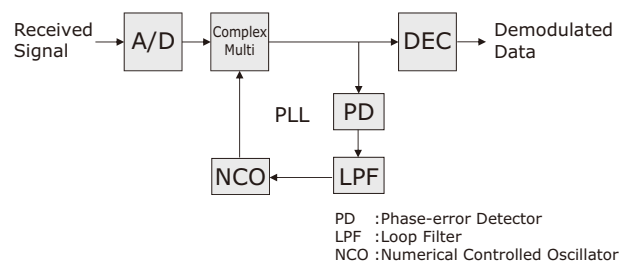 Received
Signal
A/D
Complex
Multi
DEC
Demodulated
Data
PLL
PD
NCO
LPF
PD :Phase-error Detector
LPF :Loop Filter
NCO :Numerical Controlled Oscillator